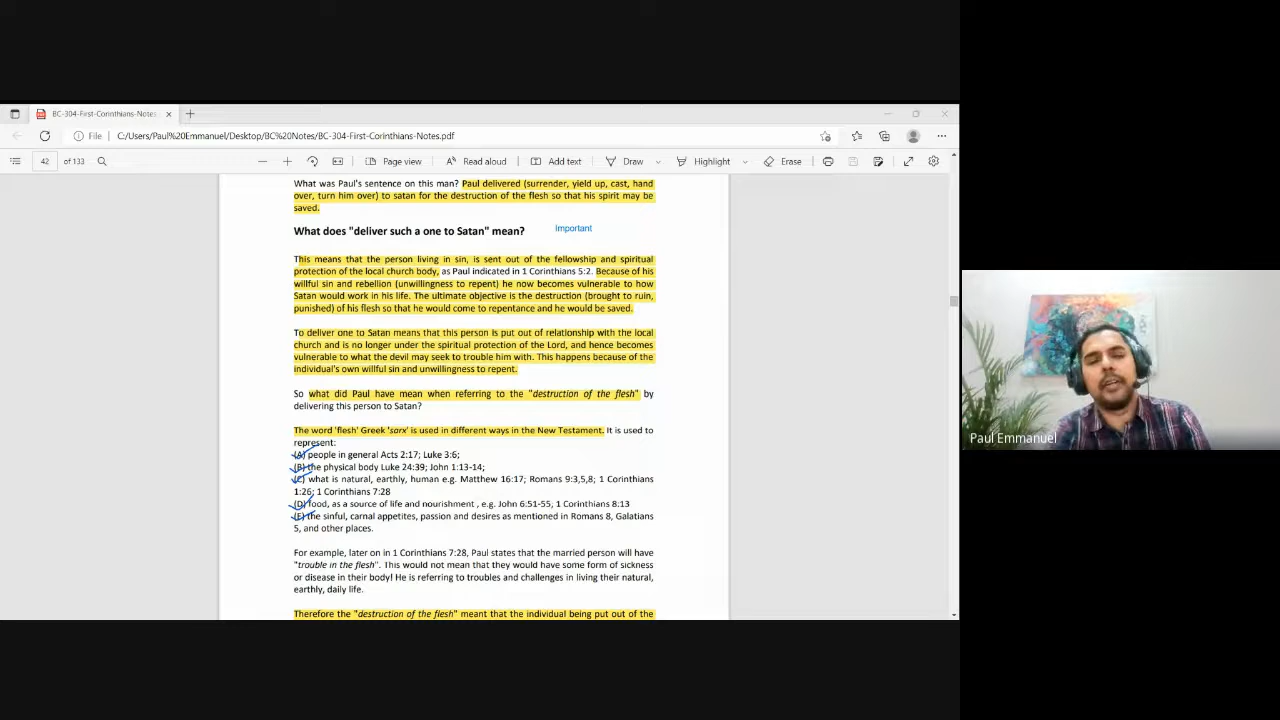 BC-304-First-Corinthians-Notes
File
C:/Users/Paul%20Emmanuel/Desktop/BC%20Notes/BC-304-First-Corinthians-Notes.pdf
42 of 133
Page view
Read aloud
Add text
Draw
Highlight
Erase
What was Paul's sentence on this man? Paul delivered (surrender, yield up, cast, hand
over, turn him over) to satan for the destruction of the flesh so that his spirit may be
saved.
What does "deliver such a one to Satan" mean?
Important
This means that the person living in sin, is sent out of the fellowship and spiritual
protection of the local church body, as Paul indicated in 1 Corinthians 5:2. Because of his
willful sin and rebellion (unwillingness to repent) he now becomes vulnerable to how
Satan would work in his life. The ultimate objective is the destruction (brought to ruin,
punished) of his flesh so that he would come to repentance and he would be saved.
To deliver one to Satan means that this person is put out of relationship with the local
church and is no longer under the spiritual protection of the Lord, and hence becomes
vulnerable to what the devil may seek to trouble him with. This happens because of the
individual's own willful sin and unwillingness to repent.
So what did Paul have mean when referring to the "destruction of the flesh" by
delivering this person to Satan?
The word 'flesh' Greek 'sarx' is used in different ways in the New Testament. It is used to
represent:
(A) people in general Acts 2:17; Luke 3:6;
(B) the physical body Luke 24:39; John 1:13-14;
(C) what is natural, earthly, human e.g. Matthew 16:17; Romans 9:3,5,8; 1 Corinthians
1:26; 1 Corinthians 7:28
(D) food, as a source of life and nourishment , e.g. John 6:51-55, 1 Corinthians 8:13
(E) the sinful, carnal appetites, passion and desires as mentioned in Romans 8, Galatians
5, and other places.
For example, later on in 1 Corinthians 7:28, Paul states that the married person will have
"trouble in the flesh". This would not mean that they would have some form of sickness
or disease in their body! He is referring to troubles and challenges in living their natural,
earthly, daily life.
Therefore the "destruction of the flesh" meant that the individual being put out of the
Paul Emmanuel